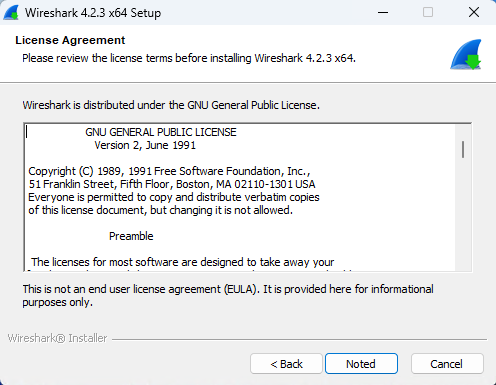 Wireshark 4.2.3 x64 Setup
License Agreement
Please review the license terms before installing Wireshark 4.2.3 x64.
Wireshark is distributed under the GNU General Public License.
GNU GENERAL PUBLIC LICENSE
Version 2, June 1991
Copyright (C) 1989, 1991 Free Software Foundation, Inc.,
51 Franklin Street, Fifth Floor, Boston, MA 02110-1301 USA
Everyone is permitted to copy and distribute verbatim copies
of this license document, but changing it is not allowed.
Preamble
The licenses for most software are designed to take away your
This is not an end user license agreement (EULA). It is provided here for informational
purposes only.
Wireshark® Installer
< Back
Noted
Cancel